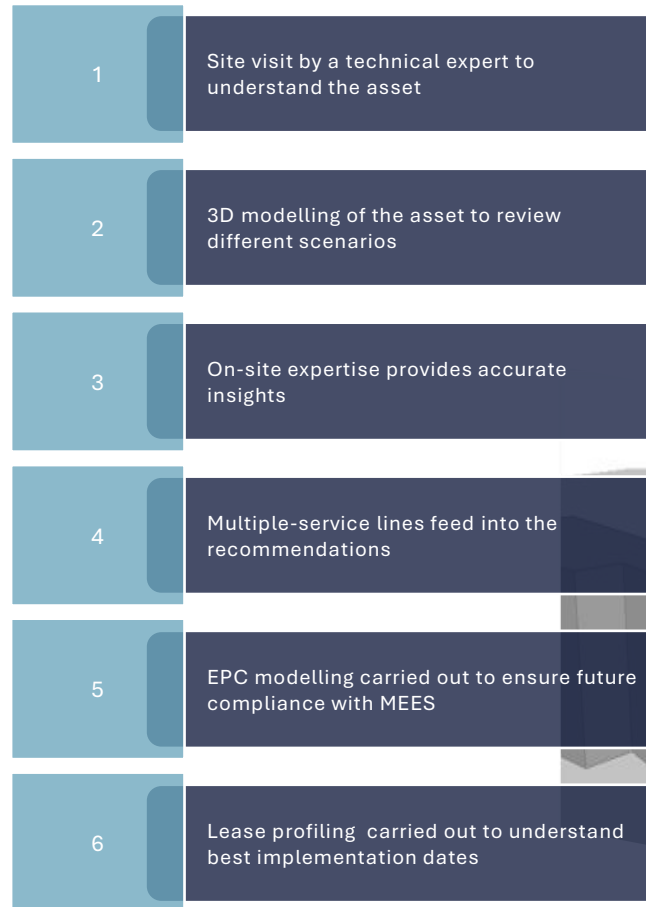 1
Site visit by a technical expert to
understand the asset
2
3D modelling of the asset to review
different scenarios
3
On-site expertise provides accurate
insights
4
Multiple-service lines feed into the
recommendations
5
EPC modelling carried out to ensure future
compliance with MEES
6
Lease profiling  carried out to understand
best implementation dates